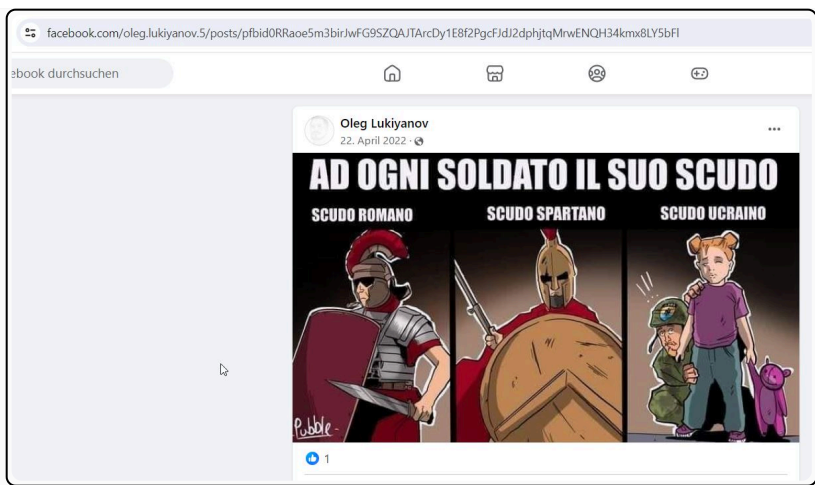 facebook.com/oleg.lukiyanov.5/posts/pfbid0RRaoe5m3birJwFG9SZQAJTArcDy1E8f2PgcFJdJ2dphjtqMrwENQH34kmx8LY5bFl
ebook durchsuchen
Oleg Lukiyanov
22. April 2022 ·
AD OGNI SOLDATO IL SUO SCUDO
SCUDO ROMANO
SCUDO SPARTANO
SCUDO UCRAINO
!!!
Pubble-
1